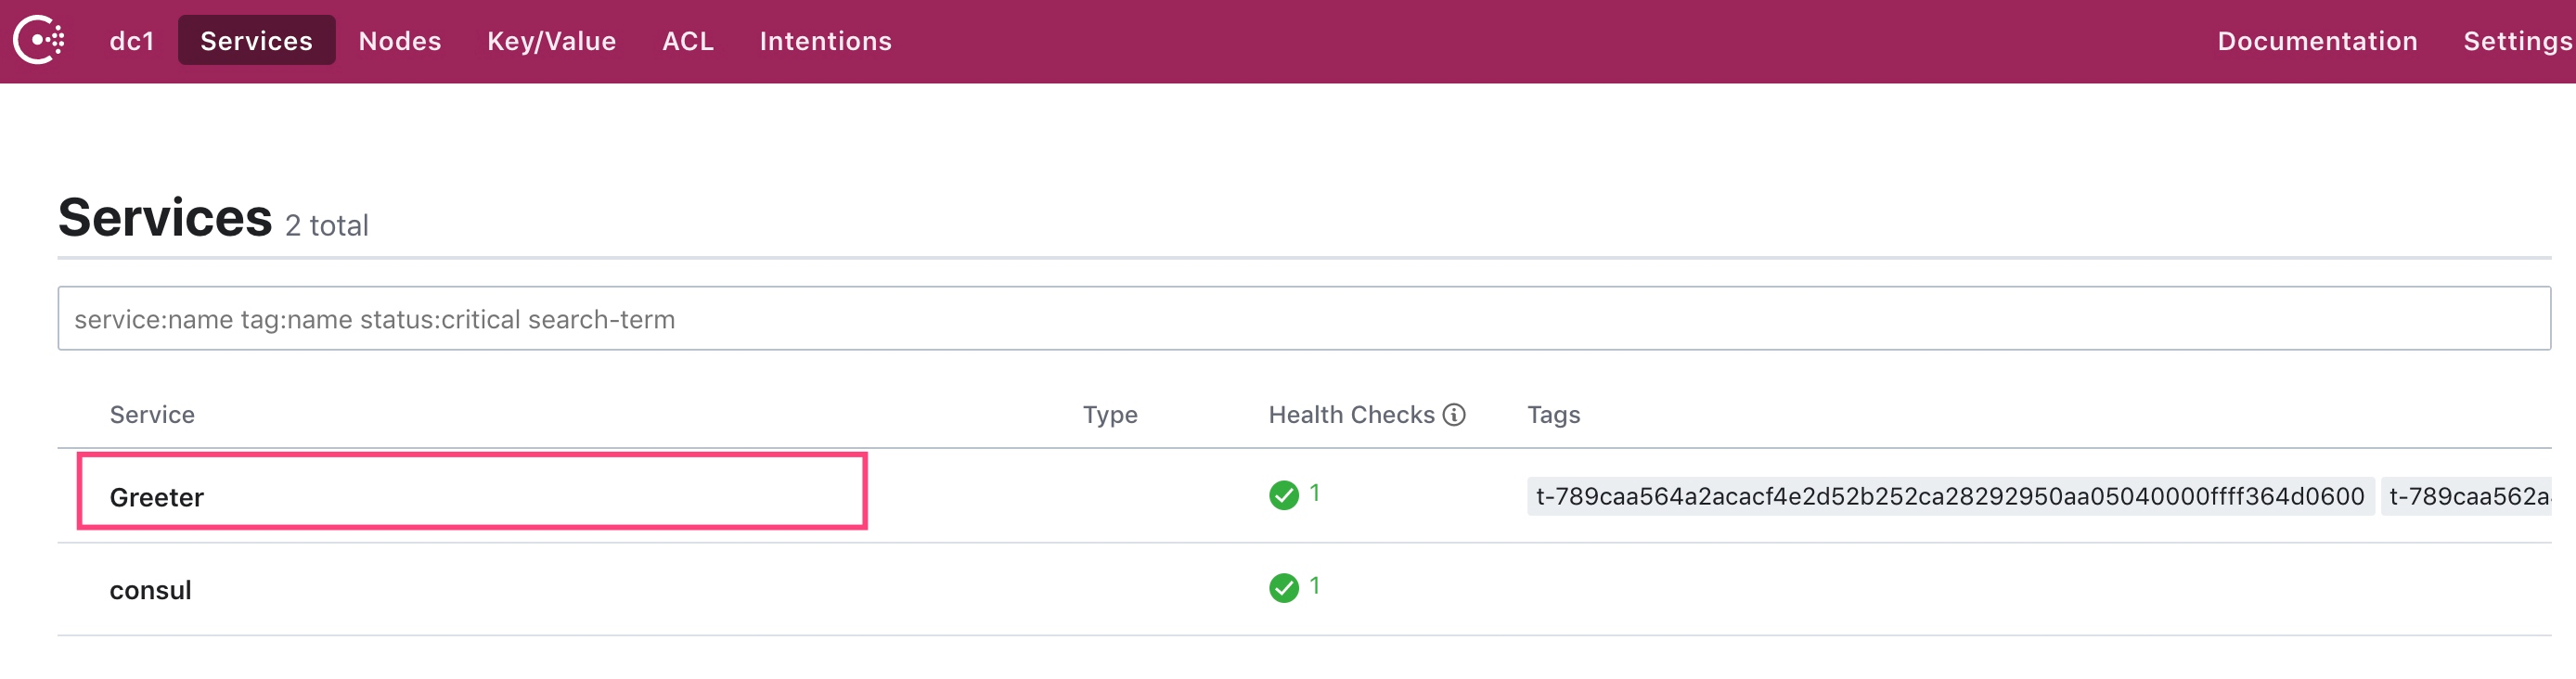 dc1 Services Nodes Key/Value ACL Intentions Documentation Settings
Services 2 total
service:name tag:name status:critical search-term
Service Type Health Checks Tags
Greeter 1 t-789caa564a2acacf4e2d52b252ca28292950aa05040000ffff364d0600 t-789caa562a
consul 1